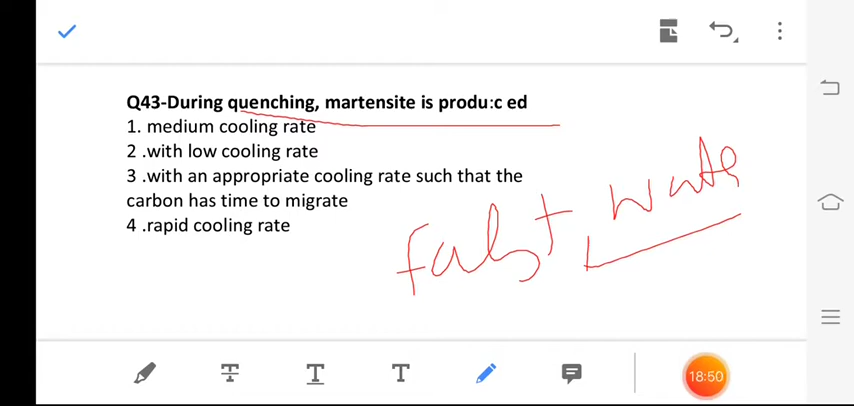 Q43-During quenching, martensite is produ:c ed
1. medium cooling rate
2 .with low cooling rate
3 .with an appropriate cooling rate such that the
carbon has time to migrate
4 .rapid cooling rate
fast wate
T T T
18:50